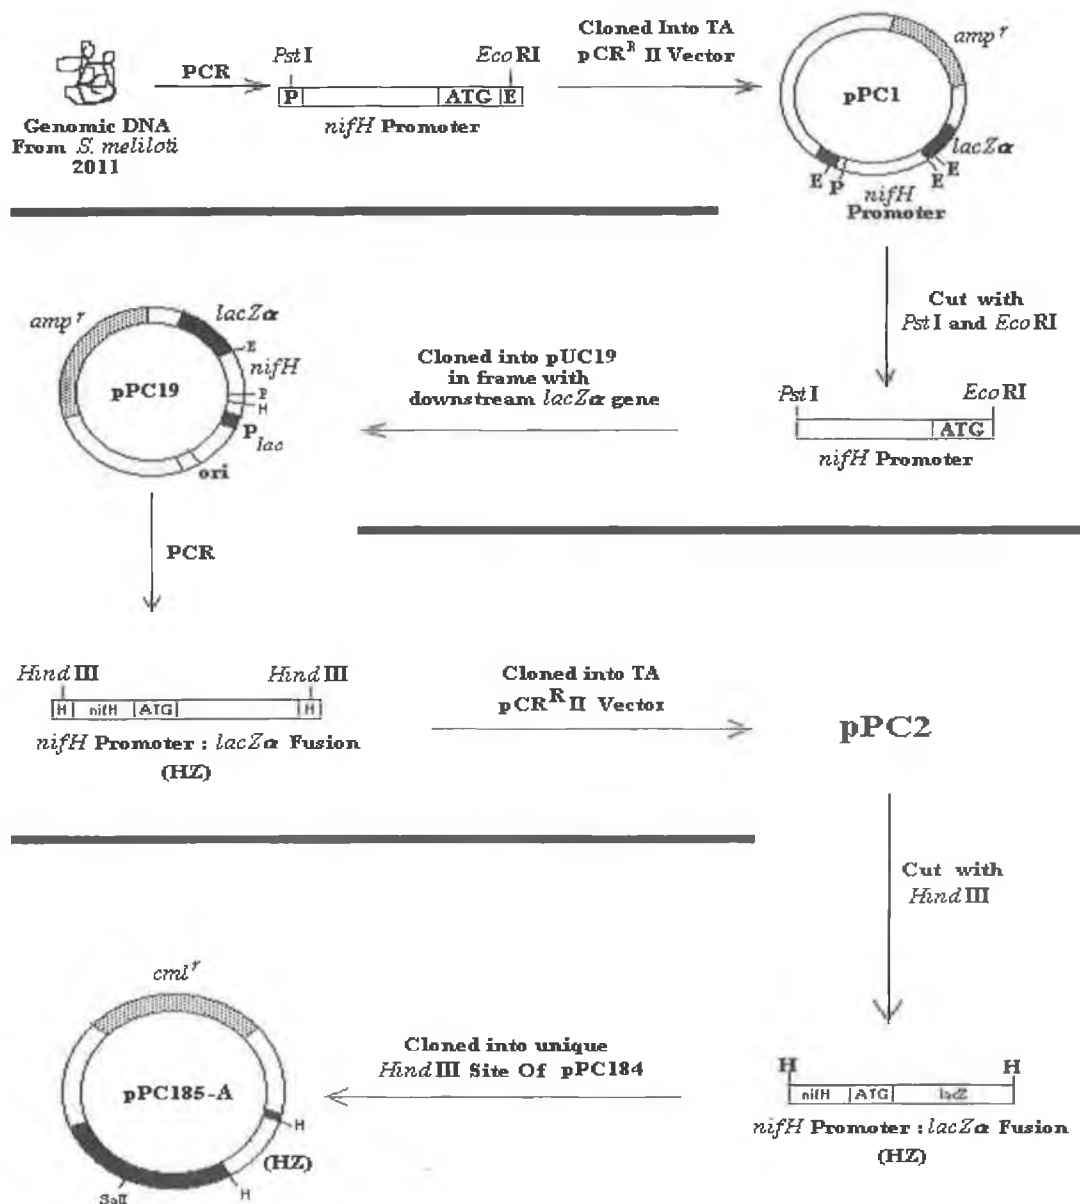 Genomic DNA
From S. meliloti
2011
PCR
PstI
EcoRI
P
ATG
E
nifH Promoter
Cloned Into TA
pCR^R II Vector
amp^r
pPC1
lacZα
E
E
E
P
nifH
Promoter
Cut with
PstI and EcoRI
PstI
EcoRI
ATG
nifH Promoter
Cloned into pUC19
in frame with
downstream lacZα gene
amp^r
lacZα
E
nifH
pPC19
P
H
P_lac
ori
PCR
HindIII
HindIII
H
nifH
ATG
H
nifH Promoter : lacZα Fusion
(HZ)
Cloned into TA
pCR^R II Vector
pPC2
Cut with
HindIII
H
H
nifH
ATG
lacZ
nifH Promoter : lacZα Fusion
(HZ)
Cloned into unique
HindIII Site Of pPC184
cml^r
pPC185-A
H
(HZ)
H
SalI